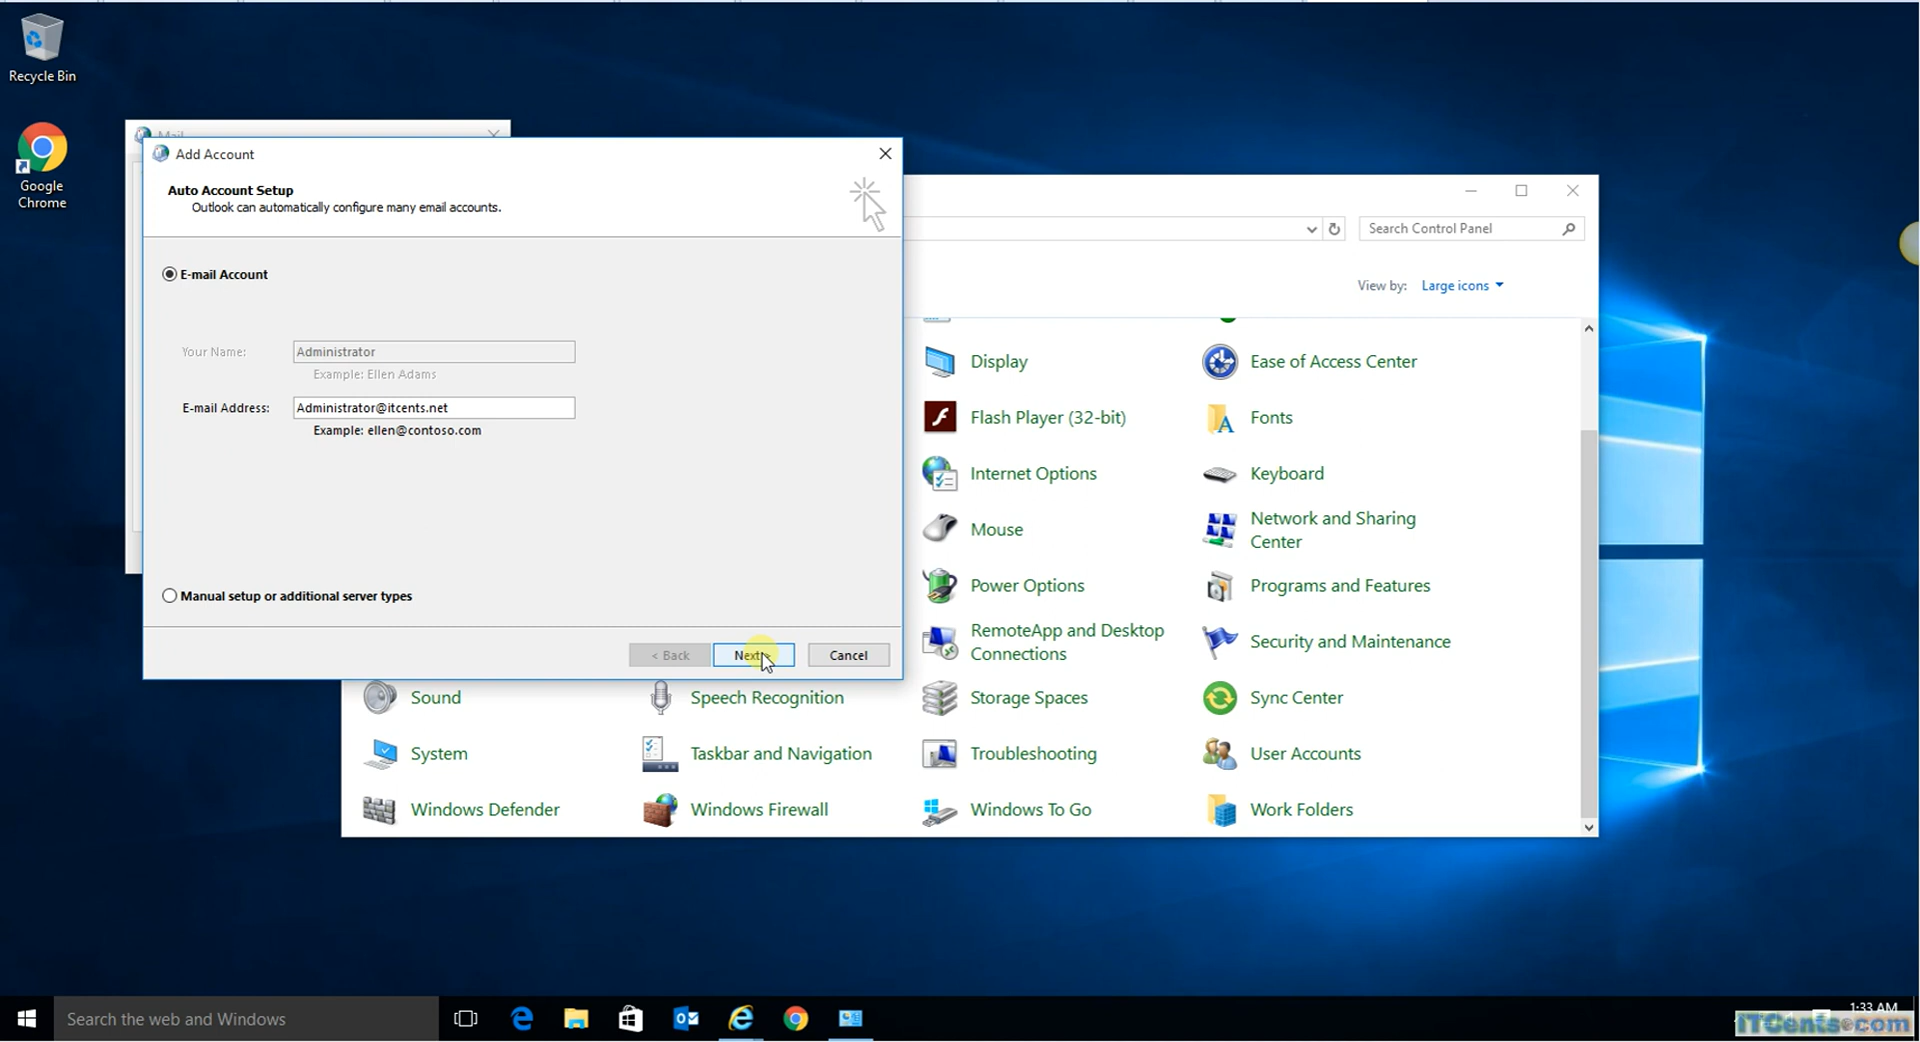 Recycle Bin
Google
Chrome
Mail
Add Account
Auto Account Setup
Outlook can automatically configure many email accounts.
E-mail Account
Your Name:
Administrator
Example: Ellen Adams
E-mail Address:
Administrator@itcents.net
Example: ellen@contoso.com
Manual setup or additional server types
< Back
Next
Cancel
Search Control Panel
View by:
Large icons
Display
Ease of Access Center
Flash Player (32-bit)
Fonts
Internet Options
Keyboard
Mouse
Network and Sharing
Center
Power Options
Programs and Features
RemoteApp and Desktop
Connections
Security and Maintenance
Sound
Speech Recognition
Storage Spaces
Sync Center
System
Taskbar and Navigation
Troubleshooting
User Accounts
Windows Defender
Windows Firewall
Windows To Go
Work Folders
Search the web and Windows
1:33 AM
ITCents.com